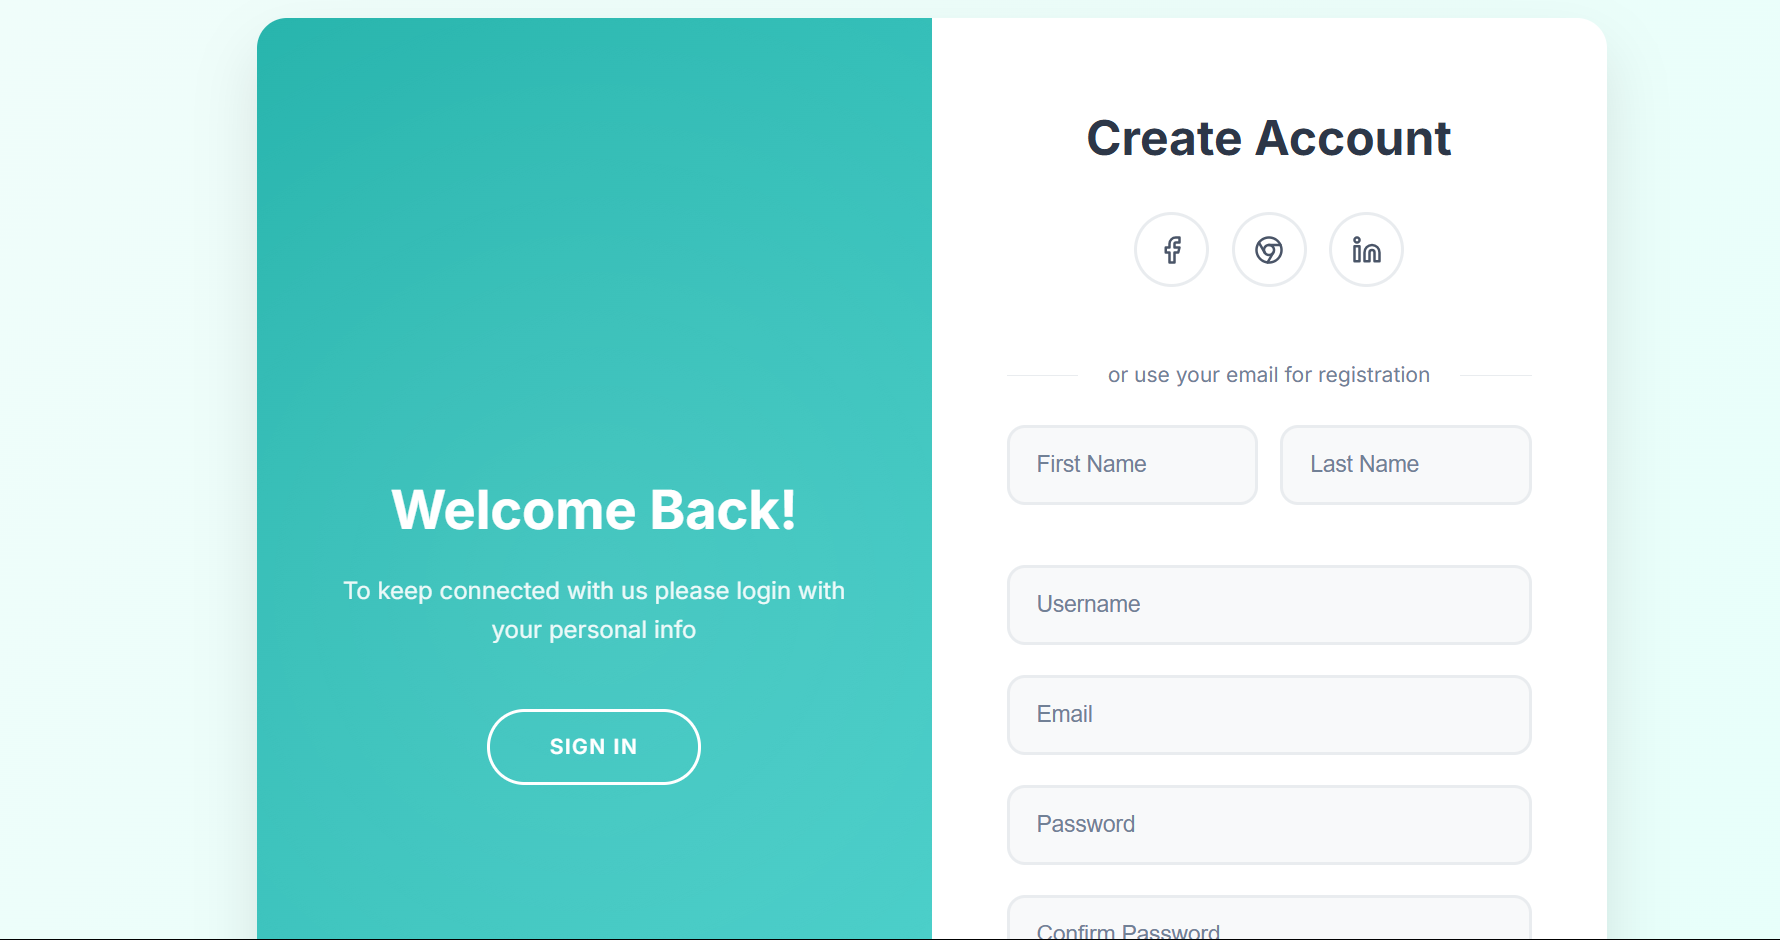 Welcome Back!
To keep connected with us please login with
your personal info
SIGN IN
Create Account
or use your email for registration
First Name
Last Name
Username
Email
Password
Confirm Password